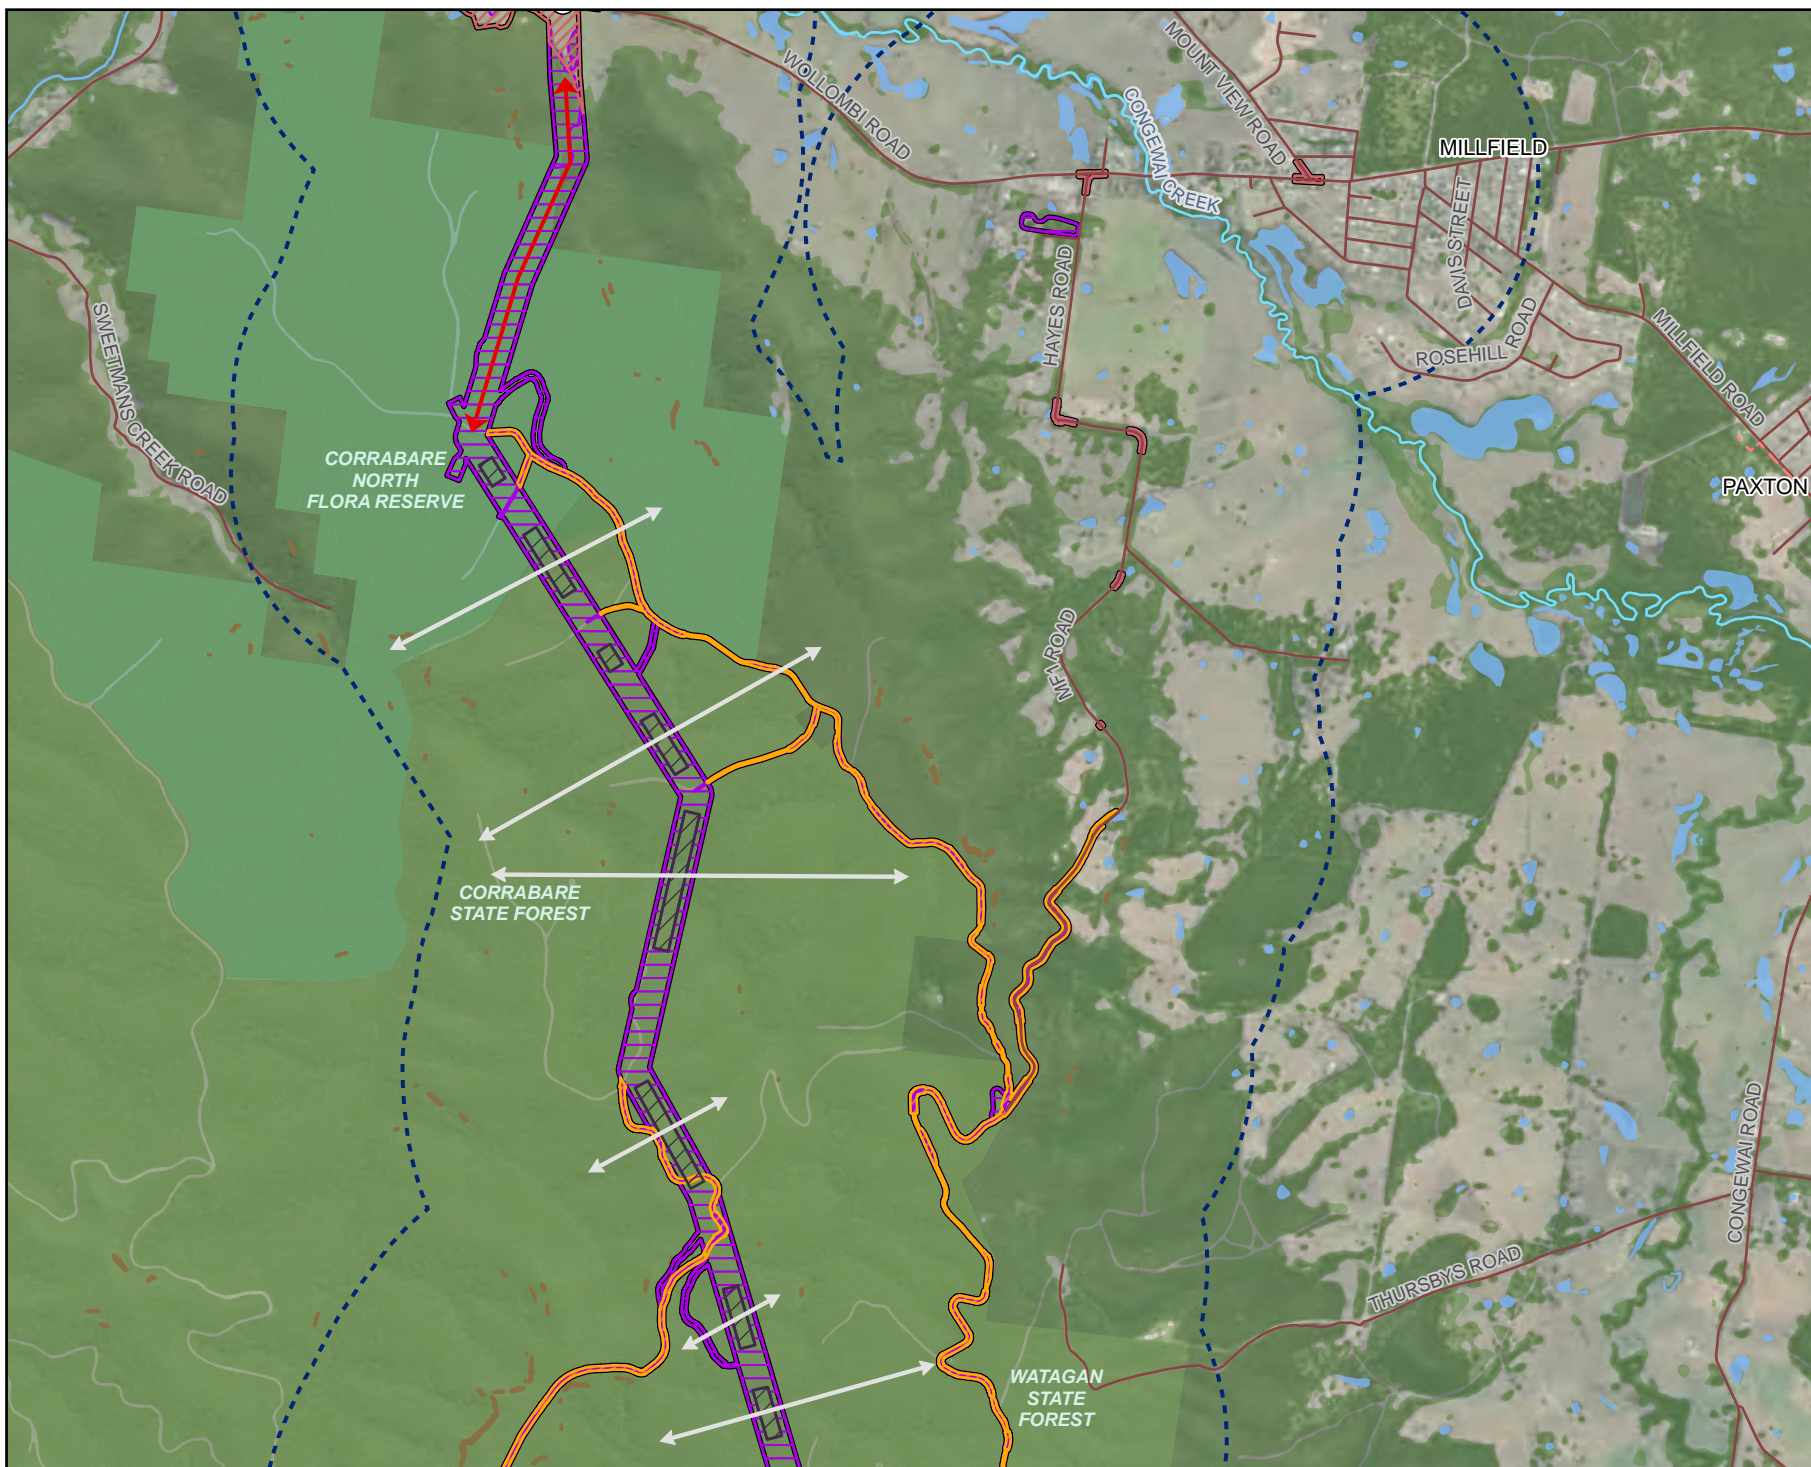 WOLLOMBI ROAD
MOUNT VIEW ROAD
CONGEWAI CREEK
MILLFIELD
DAVIS STREET
HAYES ROAD
ROSEHILL ROAD
MILLFIELD ROAD
SWEETMANS CREEK ROAD
CORRABARE
NORTH
FLORA RESERVE
PAXTON
ROAD
CORRABARE
STATE FOREST
CONGEWAI ROAD
THURSBYS ROAD
WATAGAN
STATE
FOREST